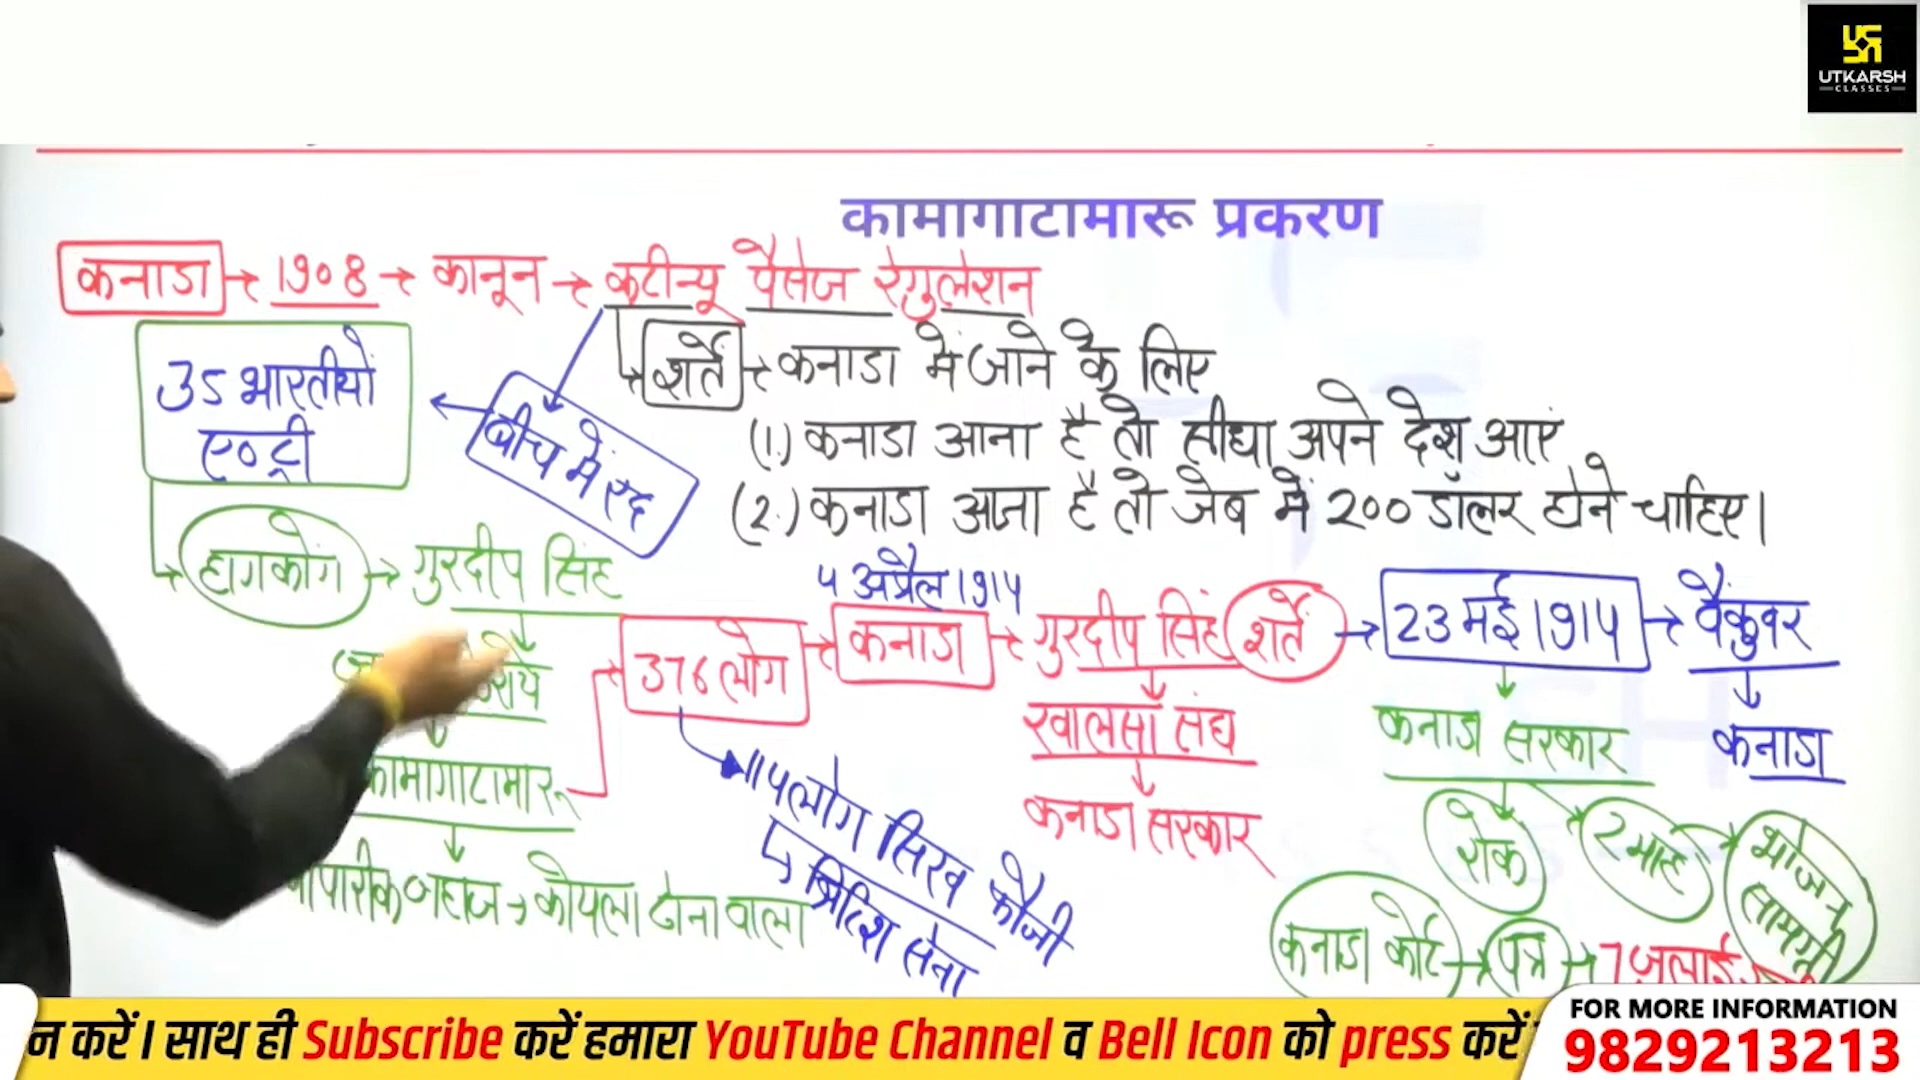 UTKARSH
CLASSES
कामागाटामारू प्रकरण
कनाडा → 1908 → कानून → कटीन्यू पैसेज रेगुलेशन
शर्ते → कनाडा में जाने के लिए
(1.) कनाडा आना है तो सीधा अपने देश आएं
(2.) कनाडा आना है तो जेब में 200 डॉलर होने चाहिए।
बीच में रद्द
35 भारतीयों
एन्ट्री
हागकोंग → गुरदीप सिंह
कामागाटामारू
जहाज → कोयला ढोना वाला
376 लोग
लोग सिख फौजी
ब्रिटिश सेना
4 अप्रैल 1914
कनाडा → गुरदीप सिंह शर्ते → 23 मई 1914 → वैंकुवर
खालसा संघ
कनाडा सरकार
कनाडा सरकार
कनाडा
रोक
2 माह
भोजन
सामग्री
कनाडा कोर्ट → पत्र → 7 जुलाई
न करें। साथ ही Subscribe करें हमारा YouTube Channel व Bell Icon को press करें
FOR MORE INFORMATION
9829213213